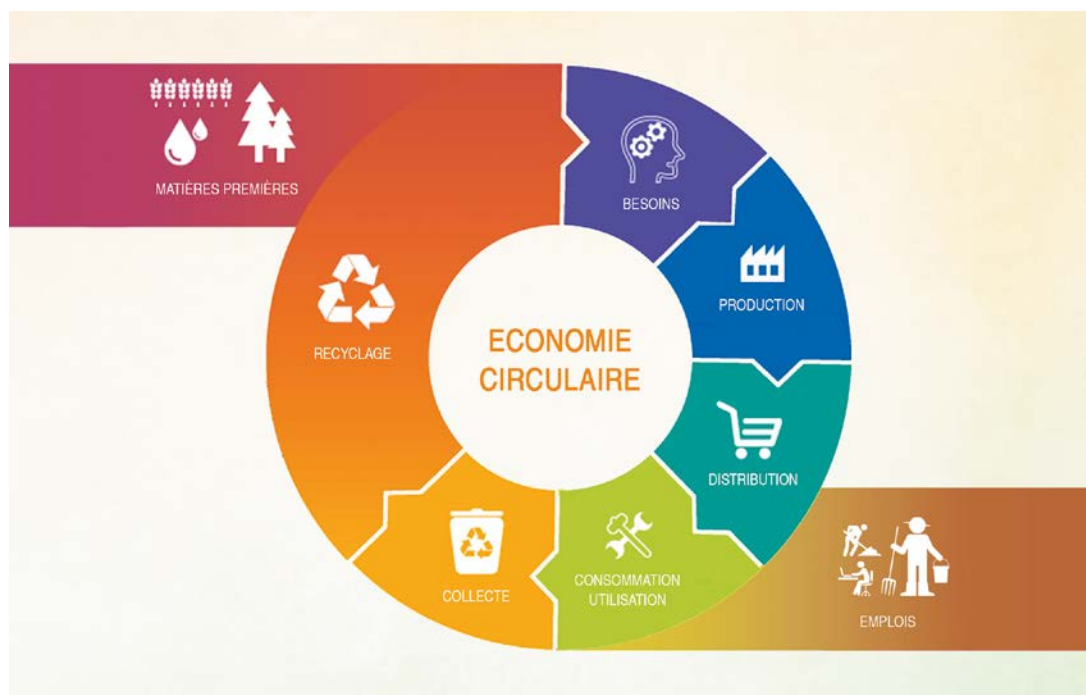 MATIÈRES PREMIÈRES
BESOINS
PRODUCTION
RECYCLAGE
ECONOMIE
CIRCULAIRE
DISTRIBUTION
CONSOMMATION
UTILISATION
COLLECTE
EMPLOIS